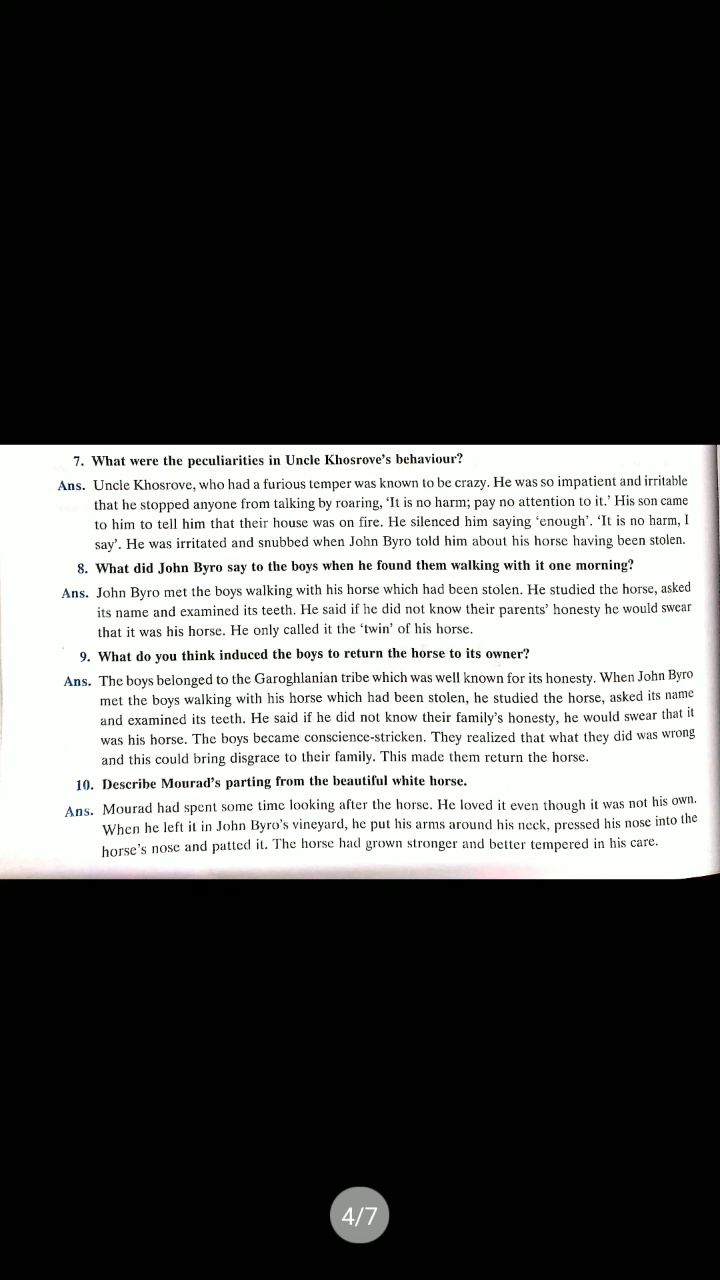 7. What were the peculiarities in Uncle Khosrove's behaviour?
Ans. Uncle Khosrove, who had a furious temper was known to be crazy. He was so impatient and irritable
that he stopped anyone from talking by roaring, 'It is no harm; pay no attention to it.' His son came
to him to tell him that their house was on fire. He silenced him saying 'enough'. 'It is no harm, I
say'. He was irritated and snubbed when John Byro told him about his horse having been stolen.
8. What did John Byro say to the boys when he found them walking with it one morning?
Ans. John Byro met the boys walking with his horse which had been stolen. He studied the horse, asked
its name and examined its teeth. He said if he did not know their parents' honesty he would swear
that it was his horse. He only called it the 'twin' of his horse.
9. What do you think induced the boys to return the horse to its owner?
Ans. The boys belonged to the Garoghlanian tribe which was well known for its honesty. When John Byro
met the boys walking with his horse which had been stolen, he studied the horse, asked its name
and examined its teeth. He said if he did not know their family's honesty, he would swear that it
was his horse. The boys became conscience-stricken. They realized that what they did was wrong
and this could bring disgrace to their family. This made them return the horse.
10. Describe Mourad's parting from the beautiful white horse.
Ans. Mourad had spent some time looking after the horse. He loved it even though it was not his own.
When he left it in John Byro's vineyard, he put his arms around his neck, pressed his nose into the
horse's nose and patted it. The horse had grown stronger and better tempered in his care.
4/7